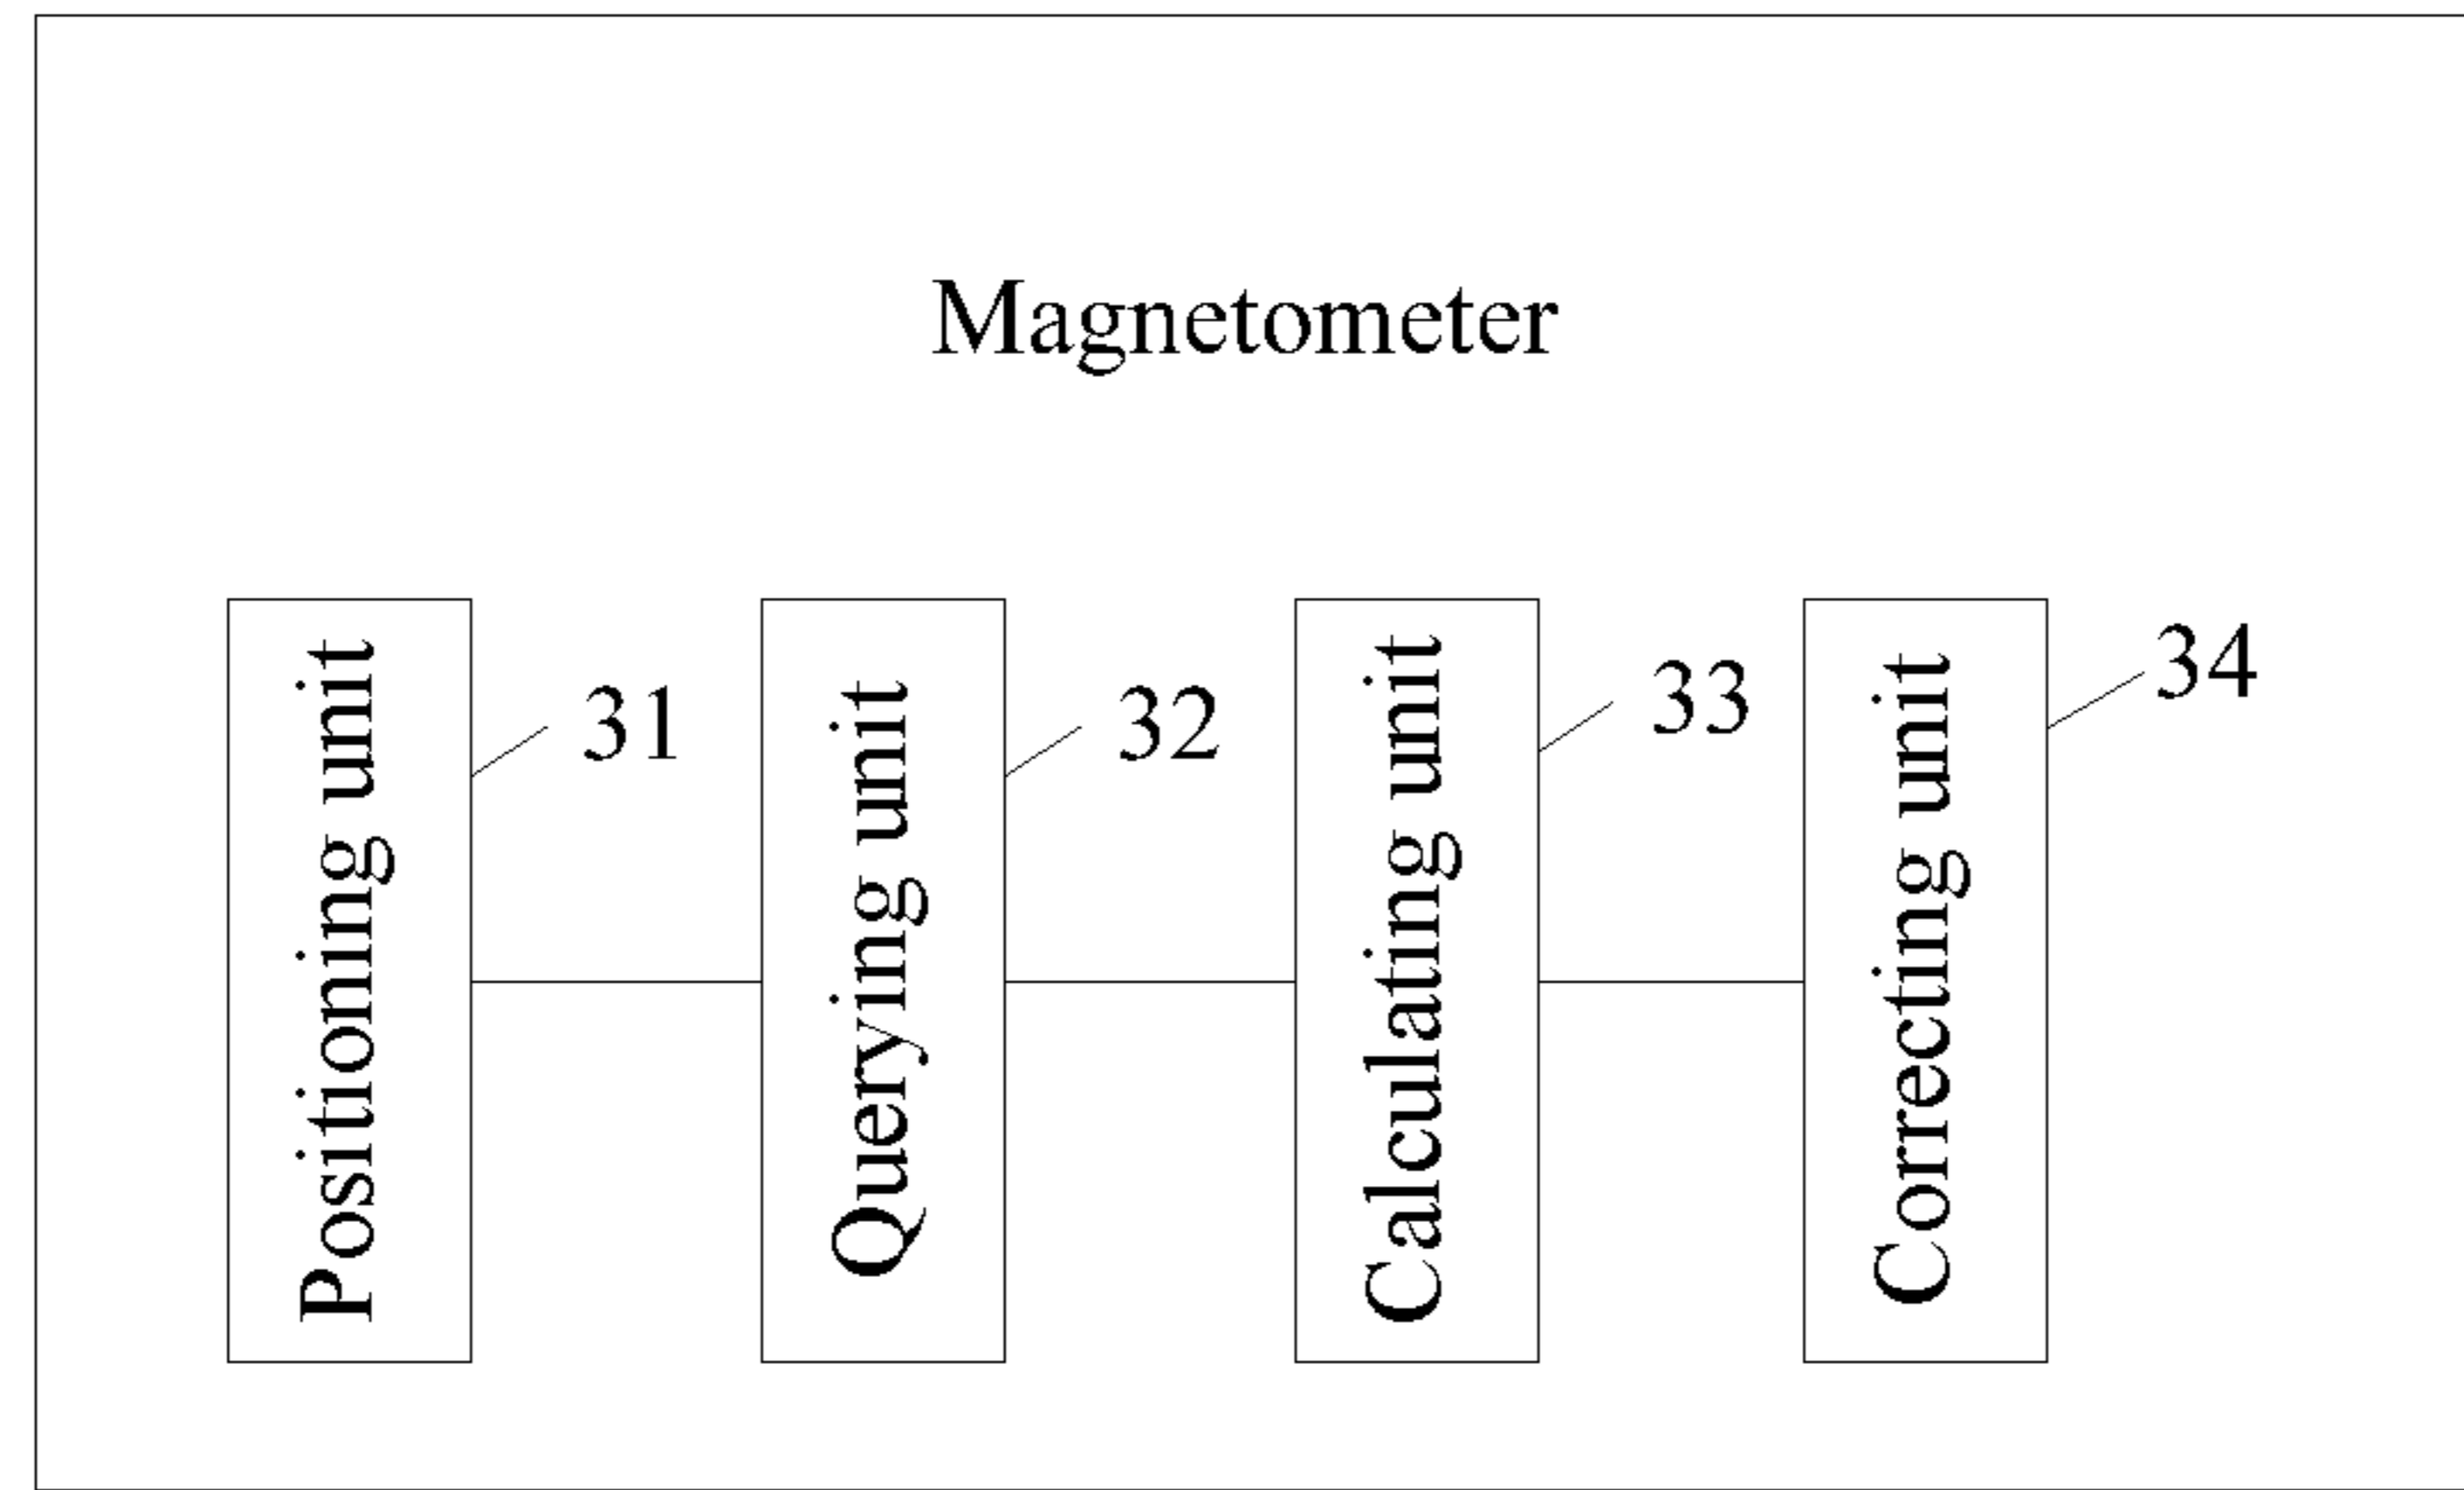 Magnetometer
Positioning unit
31
Querying unit
32
Calculating unit
33
Correcting unit
34